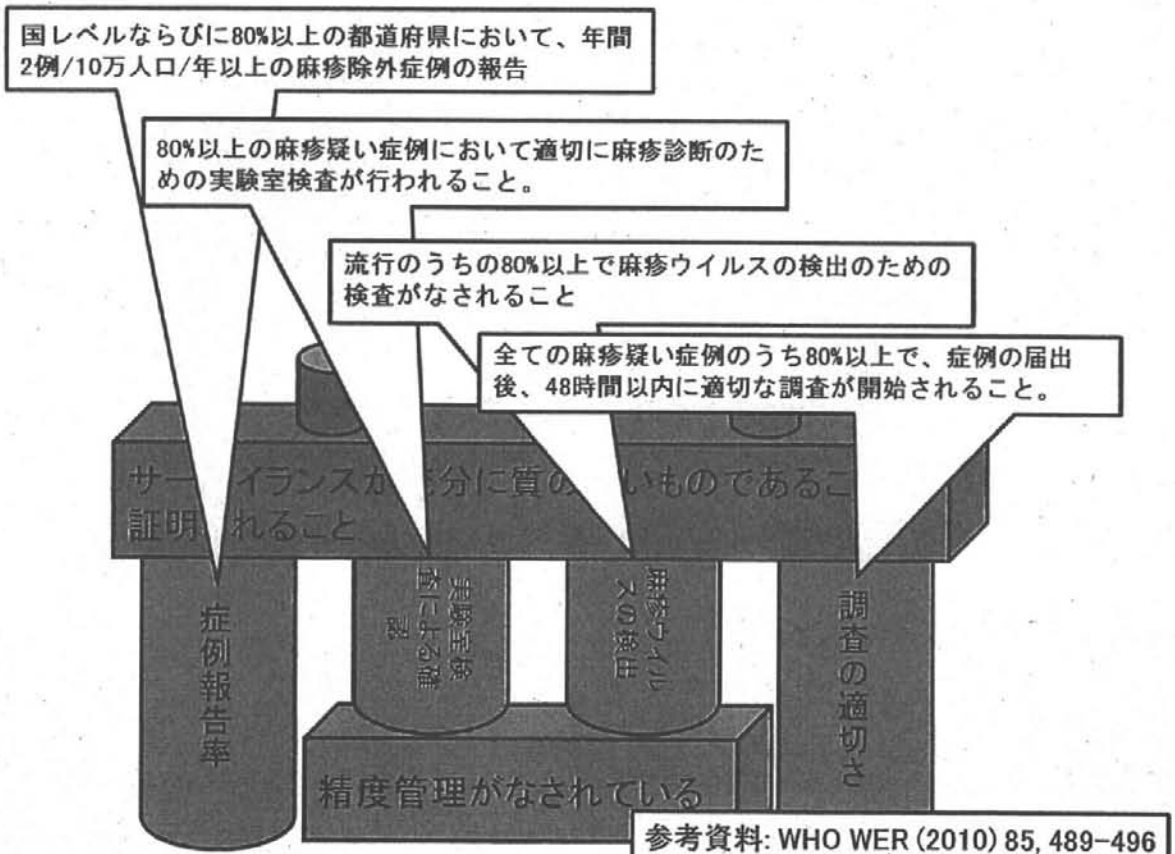 国レベルならびに80%以上の都道府県において、年間
2例/10万人口/年以上の麻疹除外症例の報告
80%以上の麻疹疑い症例において適切に麻疹診断のた
めの実験室検査が行われること。
流行のうちの80%以上で麻疹ウイルスの検出のための
検査がなされること
全ての麻疹疑い症例のうち80%以上で、症例の届出
後、48時間以内に適切な調査が開始されること。
サー イランスが 分に質の いものであるこ
証明 れること
症例報告率
実験室検
査による確
認
麻疹ウイル
スの検出
調査の適切さ
精度管理がなされている
参考資料: WHO WER (2010) 85, 489-496